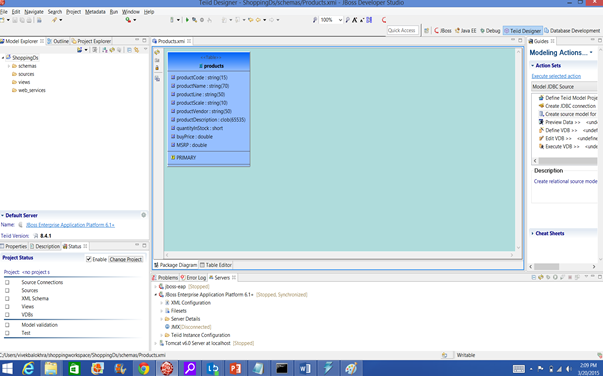 Teiid Designer - ShoppingDs/schemas/Products.xmi - JBoss Developer Studio
File Edit Navigate Search Project Metadata Run Window Help
100%
Quick Access
JBoss Java EE Debug Teiid Designer Database Development
Model Explorer Outline Project Explorer
ShoppingDs
schemas
sources
views
web_services
Default Server
Name: JBoss Enterprise Application Platform 6.1+
Teiid Version 8.4.1
Properties Description Status
Project Status
Enable Change Project
Project: <no project s
Source Connections
Sources
XML Schema
Views
VDBs
Model validation
Test
Products.xmi
products
productCode : string(15)
productName : string(70)
productLine : string(50)
productScale : string(10)
productVendor : string(50)
productDescription : clob(65535)
quantityInStock : short
buyPrice : double
MSRP : double
PRIMARY
Package Diagram Table Editor
Problems Error Log Servers
jboss-eap [Stopped]
JBoss Enterprise Application Platform 6.1+ [Stopped, Synchronized]
XML Configuration
Filesets
Server Details
JMX[Disconnected]
Teiid Instance Configuration
Tomcat v6.0 Server at localhost [Stopped]
Guides
Modeling Actions...
Action Sets
Execute selected action
Model JDBC Source
Define Teiid Model Proje
Create JDBC connection
Create source model for
Preview Data >> <undef
Define VDB >> <undefin
Edit VDB >> <undefine
Execute VDB >> <undef
Description
Create relational source mode
Cheat Sheets
C:/Users/vivekbalokhra/shoppingworkspace/ShoppingDs/schemas/Products.xmi
Writable
2:09 PM
3/20/2015